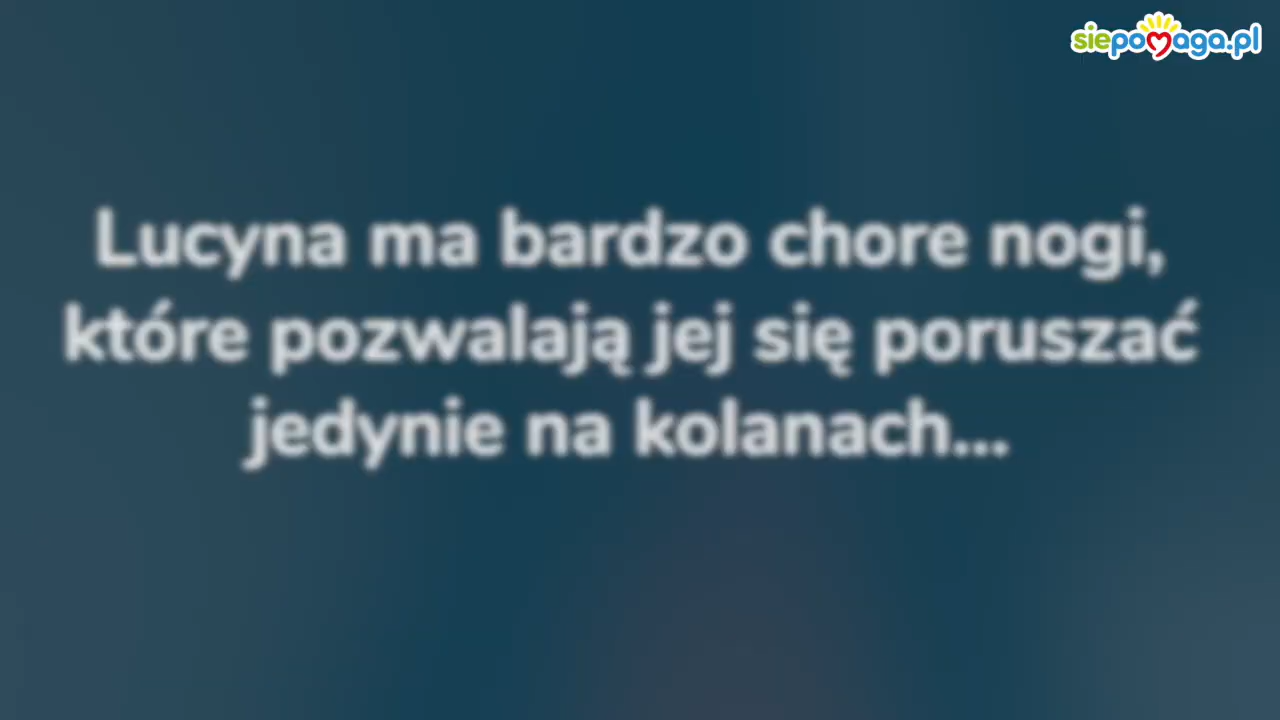 siepomaga.pl
Lucyna ma bardzo chore nogi,
które pozwalają jej się poruszać
jedynie na kolanach...